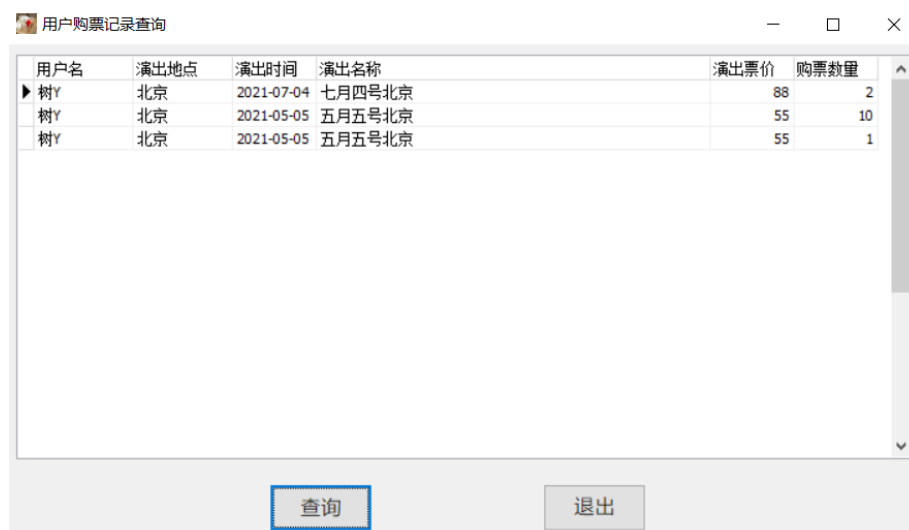 用户购票记录查询
用户名 演出地点 演出时间 演出名称 演出票价 购票数量
树Y 北京 2021-07-04 七月四号北京 88 2
树Y 北京 2021-05-05 五月五号北京 55 10
树Y 北京 2021-05-05 五月五号北京 55 1
查询 退出